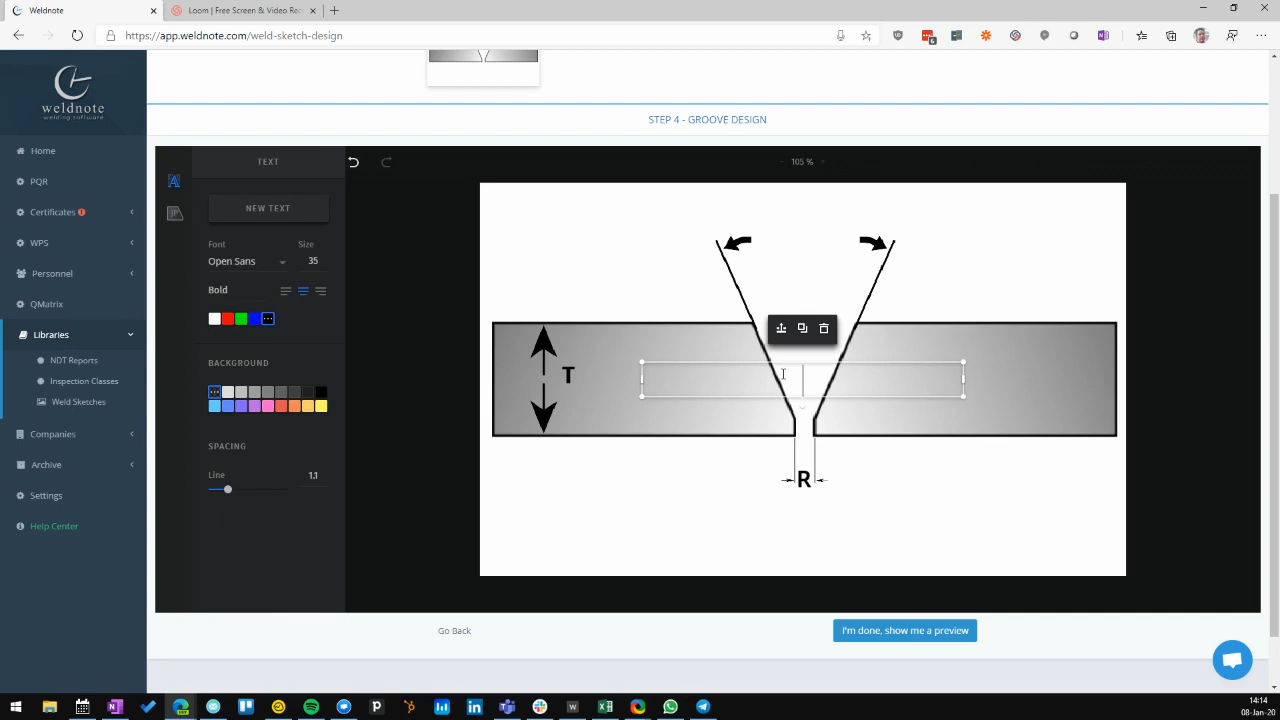 Weldnote
Loom | Free Screen & Video Rec
https://app.weldnote.com/weld-sketch-design
6
weldnote
welding.software
Home
PQR
Certificates
WPS
Personnel
QMatrix
Libraries
NDT Reports
Inspection Classes
Weld Sketches
Companies
Archive
Settings
Help Center
STEP 4 - GROOVE DESIGN
TEXT
105 %
NEW TEXT
Font
Size
Open Sans
35
Bold
BACKGROUND
SPACING
Line
1.1
T
R
Go Back
I'm done, show me a preview
14:14
08-Jan-20